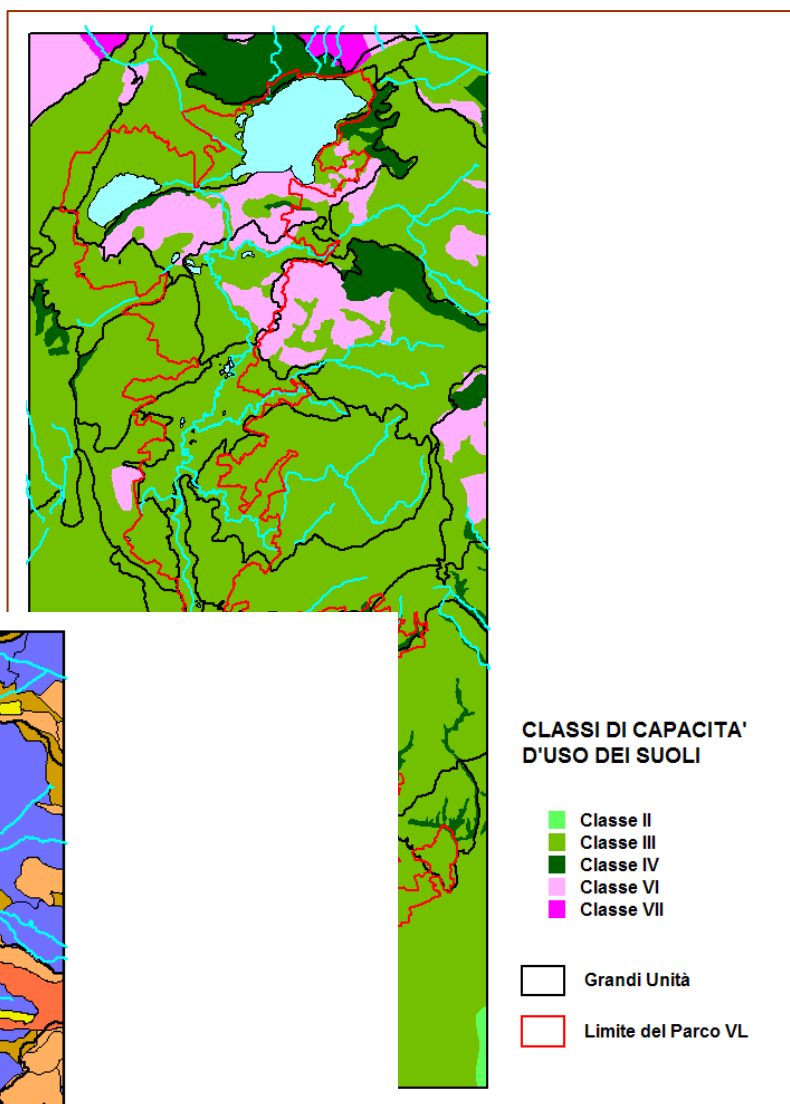 CLASSI DI CAPACITA'
D'USO DEI SUOLI
Classe II
Classe III
Classe IV
Classe VI
Classe VII
Grandi Unità
Limite del Parco VL